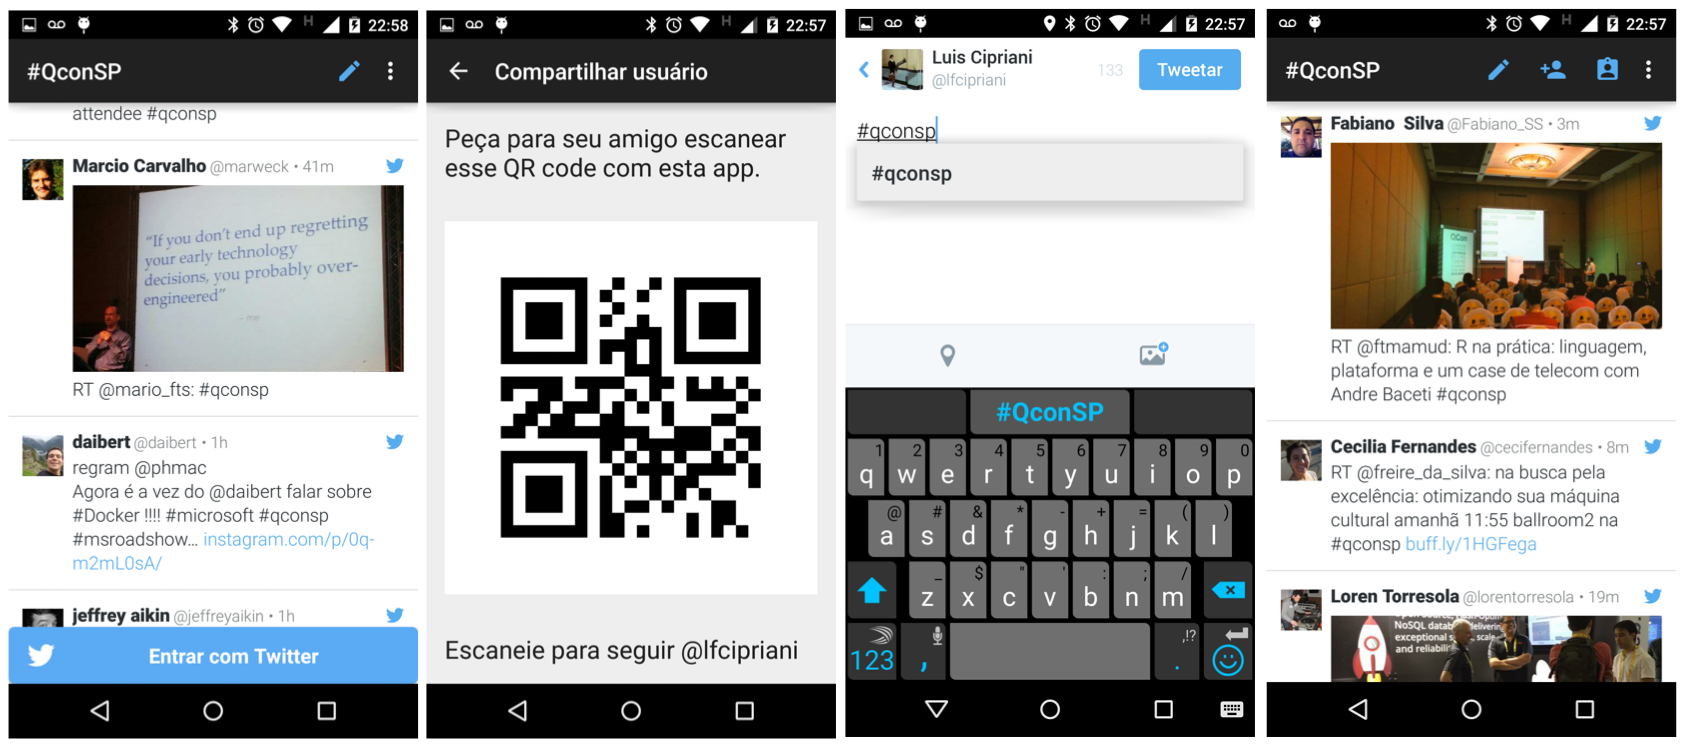 22:58
#QconSP
attendee #qconsp
Marcio Carvalho @marweck • 41m
“If you don’t end up regretting
your early technology
decisions, you probably over-
engineered”
RT @mario_fts: #qconsp
daibert @daibert • 1h
regram @phmac
Agora é a vez do @daibert falar sobre
#Docker !!!! #microsoft #qconsp
#msroadshow... instagram.com/p/0q-
m2mL0sA/
jeffrey aikin @jeffreyaikin • 1h
Entrar com Twitter
H 22:57
Compartilhar usuário
Peça para seu amigo escanear
esse QR code com esta app.
Escaneie para seguir @lfcipriani
H 22:57
Luis Cipriani
@lfcipriani
133
Tweetar
#qconsp
#qconsp
#QconSP
1 2 3 4 5 6 7 8 9 0
q w e r t y u i o p
@ # & * - + = ( )
a s d f g h j k l
_ $ " ' : ; /
z x c v b n m
123 , . ,!?
H 22:57
#QconSP
Fabiano Silva @Fabiano_SS • 3m
QCon
RT @ftmamud: R na prática: linguagem,
plataforma e um case de telecom com
Andre Baceti #qconsp
Cecilia Fernandes @cecifernandes • 8m
RT @freire_da_silva: na busca pela
excelência: otimizando sua máquina
cultural amanhã 11:55 ballroom2 na
#qconsp buff.ly/1HGFega
Loren Torresola @lorentorresola • 19m
NoSQL datab delivering
exceptional s scale
and reliabili